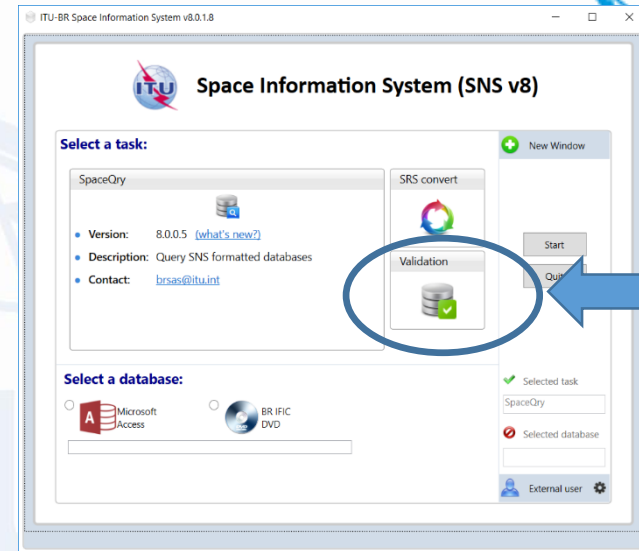 ITU-BR Space Information System v8.0.1.8
ITU
Space Information System (SNS v8)
Select a task:
New Window
SpaceQry
SRS convert
Version: 8.0.0.5 (what's new?)
Description: Query SNS formatted databases
Contact: brsas@itu.int
Validation
Start
Quit
Select a database:
Microsoft
Access
BR IFIC
DVD
Selected task
SpaceQry
Selected database
External user